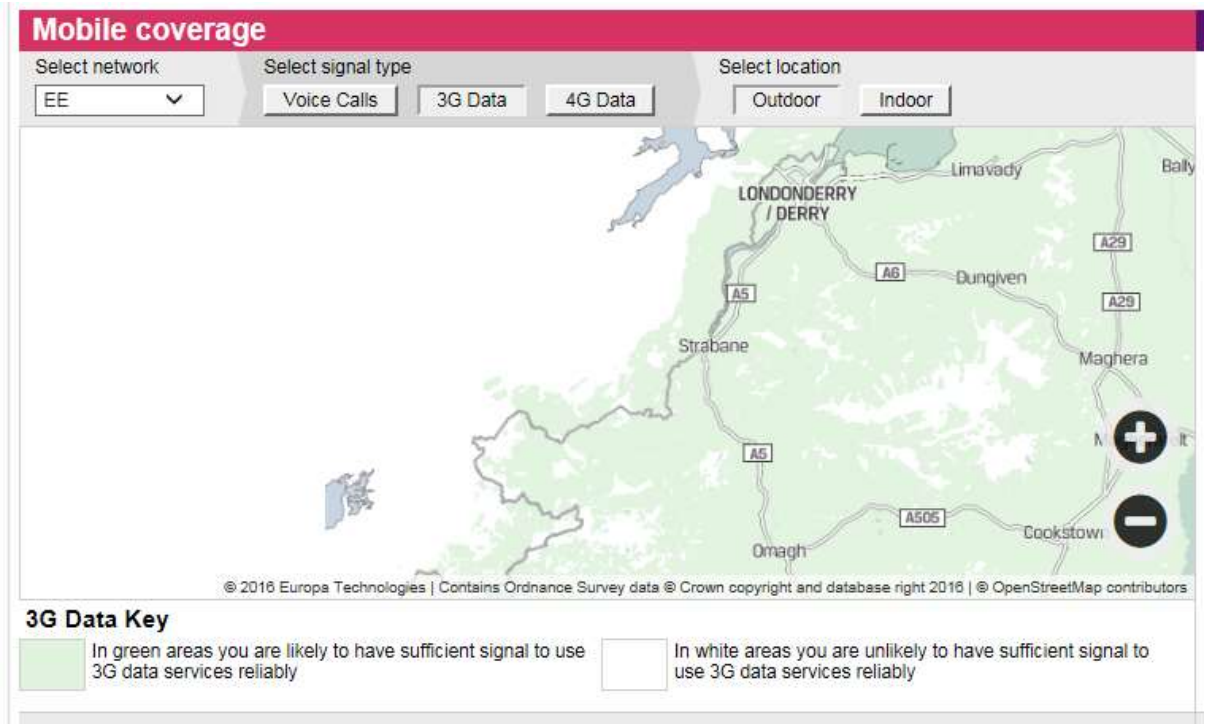 Mobile coverage
Select network
Select signal type
Select location
EE
Voice Calls
3G Data
4G Data
Outdoor
Indoor
Limavady
Bally
LONDONDERRY
/ DERRY
A29
A6
Dungiven
A5
A29
Strabane
Maghera
A5
A505
Cookstow
Omagh
© 2016 Europa Technologies | Contains Ordnance Survey data © Crown copyright and database right 2016 | © OpenStreetMap contributors
3G Data Key
In green areas you are likely to have sufficient signal to use
3G data services reliably
In white areas you are unlikely to have sufficient signal to
use 3G data services reliably